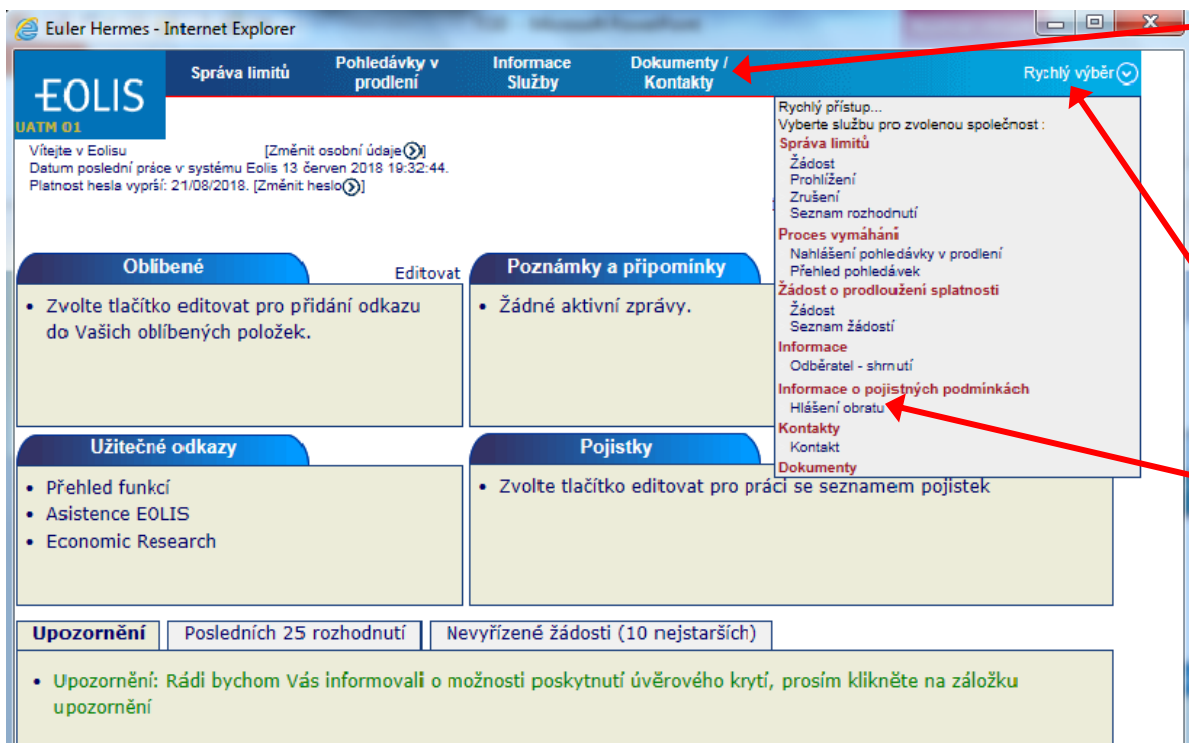 Euler Hermes - Internet Explorer
Správa limitů
Pohledávky v
prodlení
Informace
Služby
Dokumenty /
Kontakty
Rychlý výběr
EOLIS
UATM 01
Vítejte v Eolisu [Změnit osobní údaje]
Datum poslední práce v systému Eolis 13 červen 2018 19:32:44.
Platnost hesla vyprší: 21/08/2018. [Změnit heslo]
Rychlý přístup...
Vyberte službu pro zvolenou společnost :
Správa limitů
Žádost
Prohlížení
Zrušení
Seznam rozhodnutí
Proces vymáhání
Nahlášení pohledávky v prodlení
Přehled pohledávek
Žádost o prodloužení splatnosti
Žádost
Seznam žádostí
Informace
Odběratel - shrnutí
Informace o pojistných podmínkách
Hlášení obratu
Kontakty
Kontakt
Dokumenty
Oblíbené
Editovat
• Zvolte tlačítko editovat pro přidání odkazu
do Vašich oblíbených položek.
Poznámky a připomínky
• Žádné aktivní zprávy.
Užitečné odkazy
• Přehled funkcí
• Asistence EOLIS
• Economic Research
Pojistky
• Zvolte tlačítko editovat pro práci se seznamem pojistek
Upozornění
Posledních 25 rozhodnutí
Nevyřízené žádosti (10 nejstarších)
• Upozornění: Rádi bychom Vás informovali o možnosti poskytnutí úvěrového krytí, prosím klikněte na záložku
upozornění